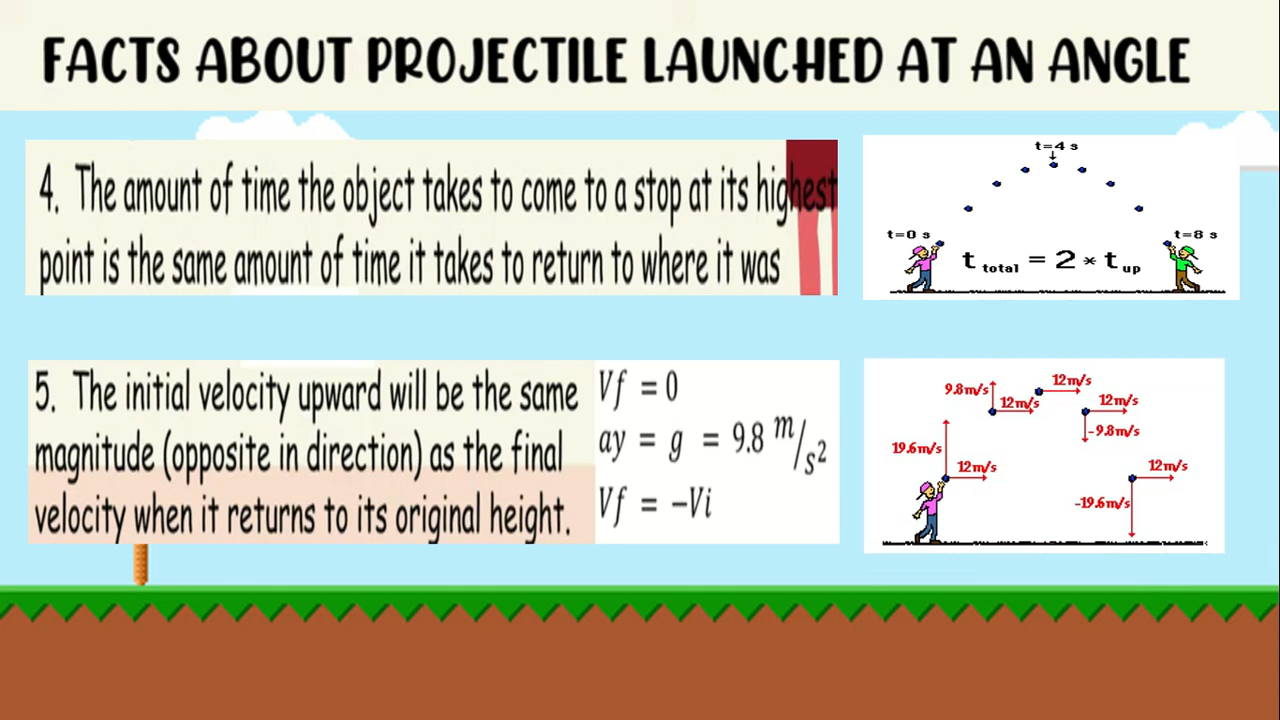 FACTS ABOUT PROJECTILE LAUNCHED AT AN ANGLE
4. The amount of time the object takes to come to a stop at its highest
point is the same amount of time it takes to return to where it was
t=4 s
t=0 s
t=8 s
t total = 2 * t up
5. The initial velocity upward will be the same
magnitude (opposite in direction) as the final
velocity when it returns to its original height.
Vf = 0
ay = g = 9.8 m/s2
Vf = −Vi
12m/s
9.8m/s
12m/s
12m/s
-9.8m/s
19.6m/s
12m/s
12m/s
-19.6m/s